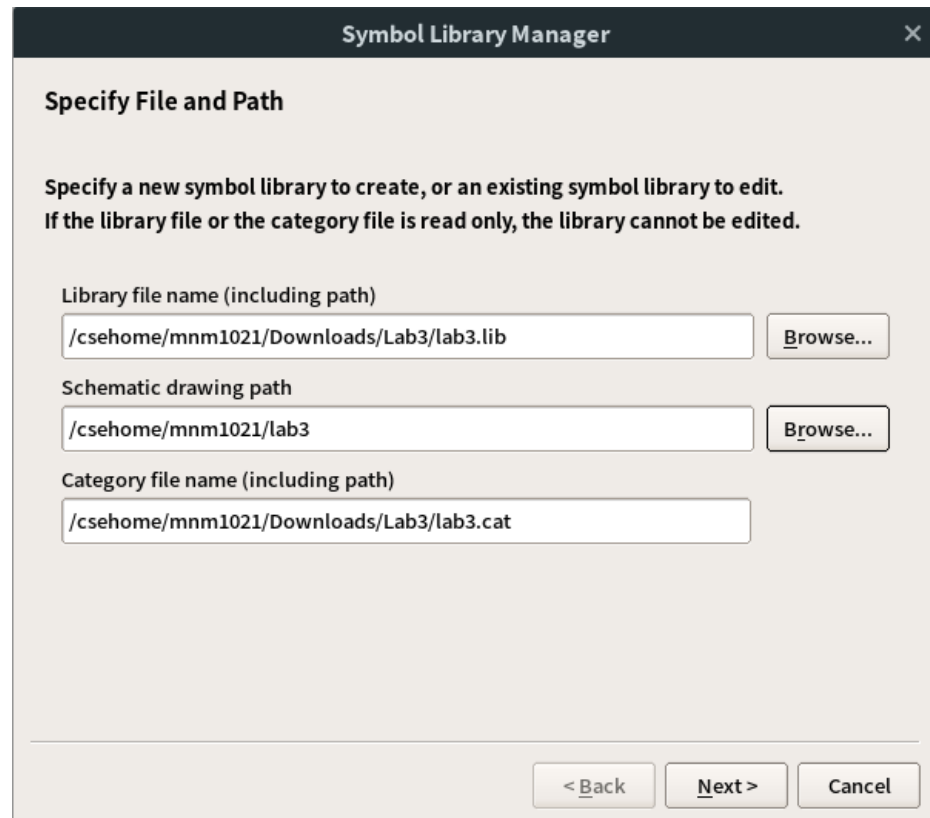 Symbol Library Manager
Specify File and Path
Specify a new symbol library to create, or an existing symbol library to edit.
If the library file or the category file is read only, the library cannot be edited.
Library file name (including path)
/csehome/mnm1021/Downloads/Lab3/lab3.lib
Browse...
Schematic drawing path
/csehome/mnm1021/lab3
Browse...
Category file name (including path)
/csehome/mnm1021/Downloads/Lab3/lab3.cat
< Back
Next >
Cancel